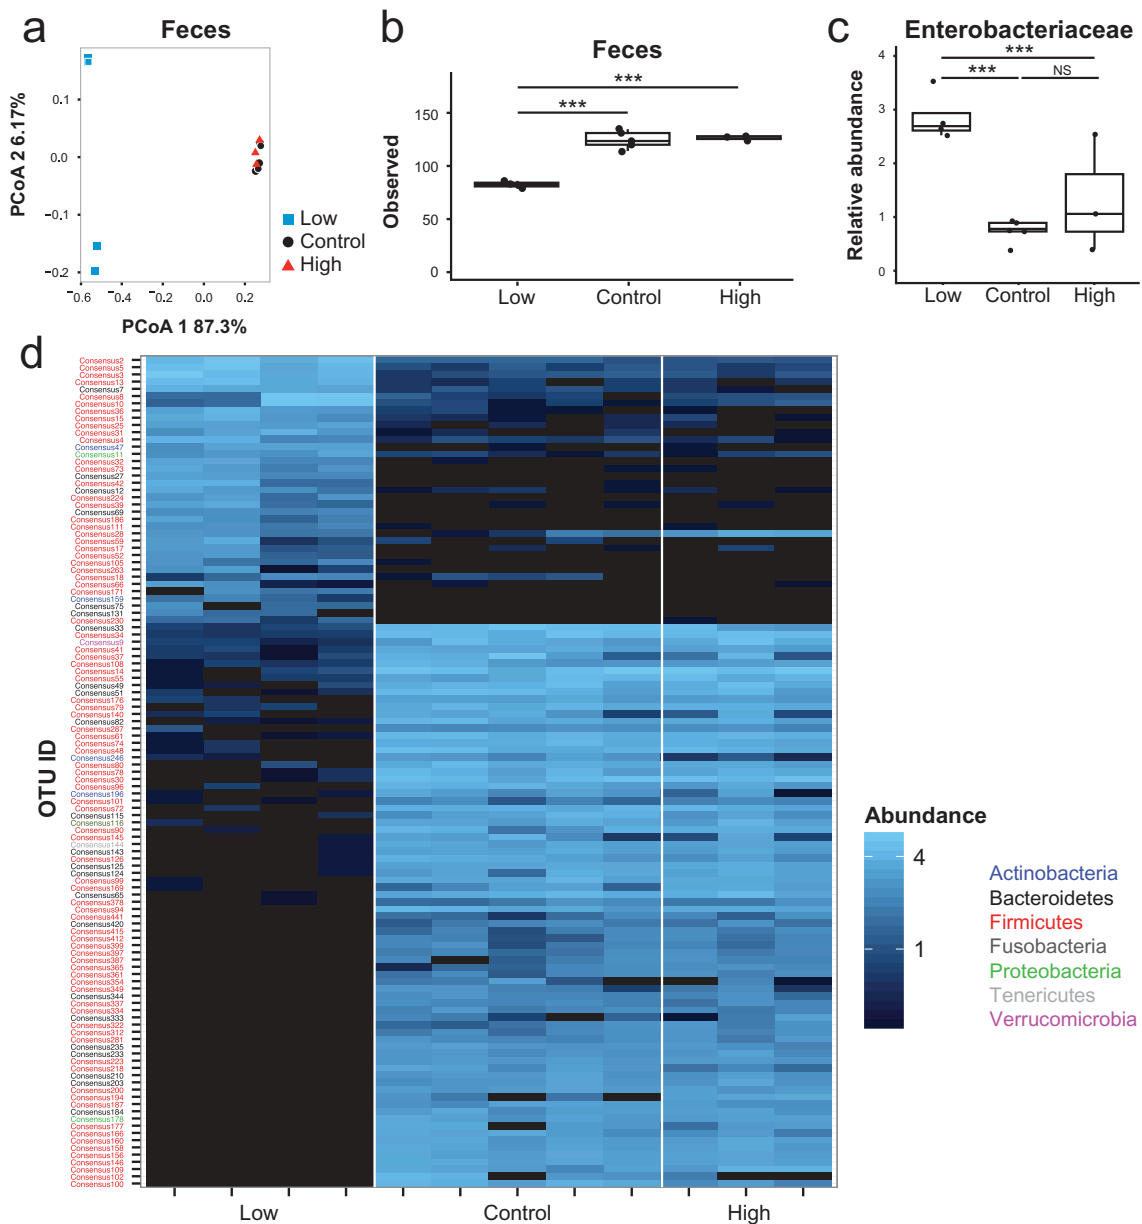 a
Feces
PCoA 2 6.17%
0.1
0.0
−0.1
−0.2
−0.6
−0.4
−0.2
0.0
0.2
PCoA 1 87.3%
Low
Control
High
b
Feces
***
***
Observed
150
100
50
0
Low
Control
High
c
Enterobacteriaceae
***
***
NS
Relative abundance
4
3
2
1
0
Low
Control
High
d
OTU ID
Consensus2
Consensus5
Consensus3
Consensus13
Consensus7
Consensus8
Consensus10
Consensus36
Consensus15
Consensus25
Consensus31
Consensus4
Consensus47
Consensus11
Consensus32
Consensus73
Consensus27
Consensus42
Consensus12
Consensus224
Consensus39
Consensus69
Consensus186
Consensus111
Consensus28
Consensus59
Consensus17
Consensus52
Consensus105
Consensus263
Consensus18
Consensus66
Consensus171
Consensus159
Consensus75
Consensus131
Consensus230
Consensus33
Consensus34
Consensus9
Consensus41
Consensus37
Consensus108
Consensus14
Consensus55
Consensus49
Consensus51
Consensus176
Consensus79
Consensus140
Consensus82
Consensus287
Consensus61
Consensus74
Consensus48
Consensus246
Consensus80
Consensus78
Consensus30
Consensus96
Consensus196
Consensus101
Consensus72
Consensus115
Consensus116
Consensus90
Consensus145
Consensus144
Consensus143
Consensus126
Consensus125
Consensus124
Consensus99
Consensus169
Consensus65
Consensus378
Consensus94
Consensus441
Consensus420
Consensus415
Consensus412
Consensus399
Consensus397
Consensus387
Consensus365
Consensus361
Consensus354
Consensus349
Consensus344
Consensus337
Consensus334
Consensus333
Consensus322
Consensus312
Consensus281
Consensus235
Consensus233
Consensus223
Consensus218
Consensus210
Consensus203
Consensus200
Consensus194
Consensus187
Consensus184
Consensus178
Consensus177
Consensus166
Consensus160
Consensus158
Consensus156
Consensus146
Consensus109
Consensus102
Consensus100
Low
Control
High
Abundance
4
1
Actinobacteria
Bacteroidetes
Firmicutes
Fusobacteria
Proteobacteria
Tenericutes
Verrucomicrobia